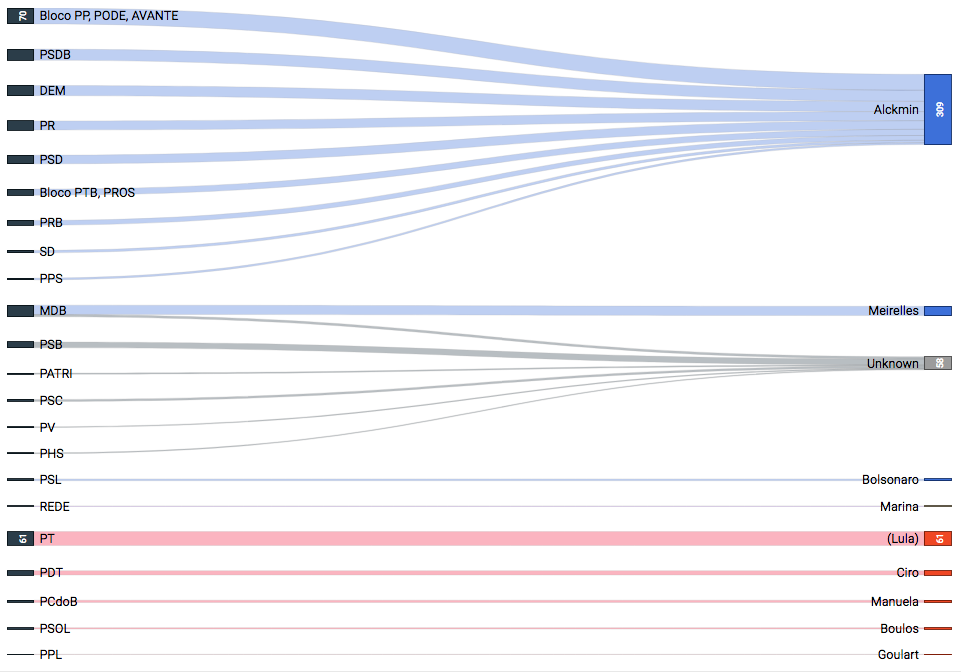 70 Bloco PP, PODE, AVANTE
PSDB
DEM
Alckmin 309
PR
PSD
Bloco PTB, PROS
PRB
SD
PPS
MDB
Meirelles
PSB
Unknown 58
PATRI
PSC
PV
PHS
PSL
Bolsonaro
REDE
Marina
61 PT
(Lula) 61
PDT
Ciro
PCdoB
Manuela
PSOL
Boulos
PPL
Goulart